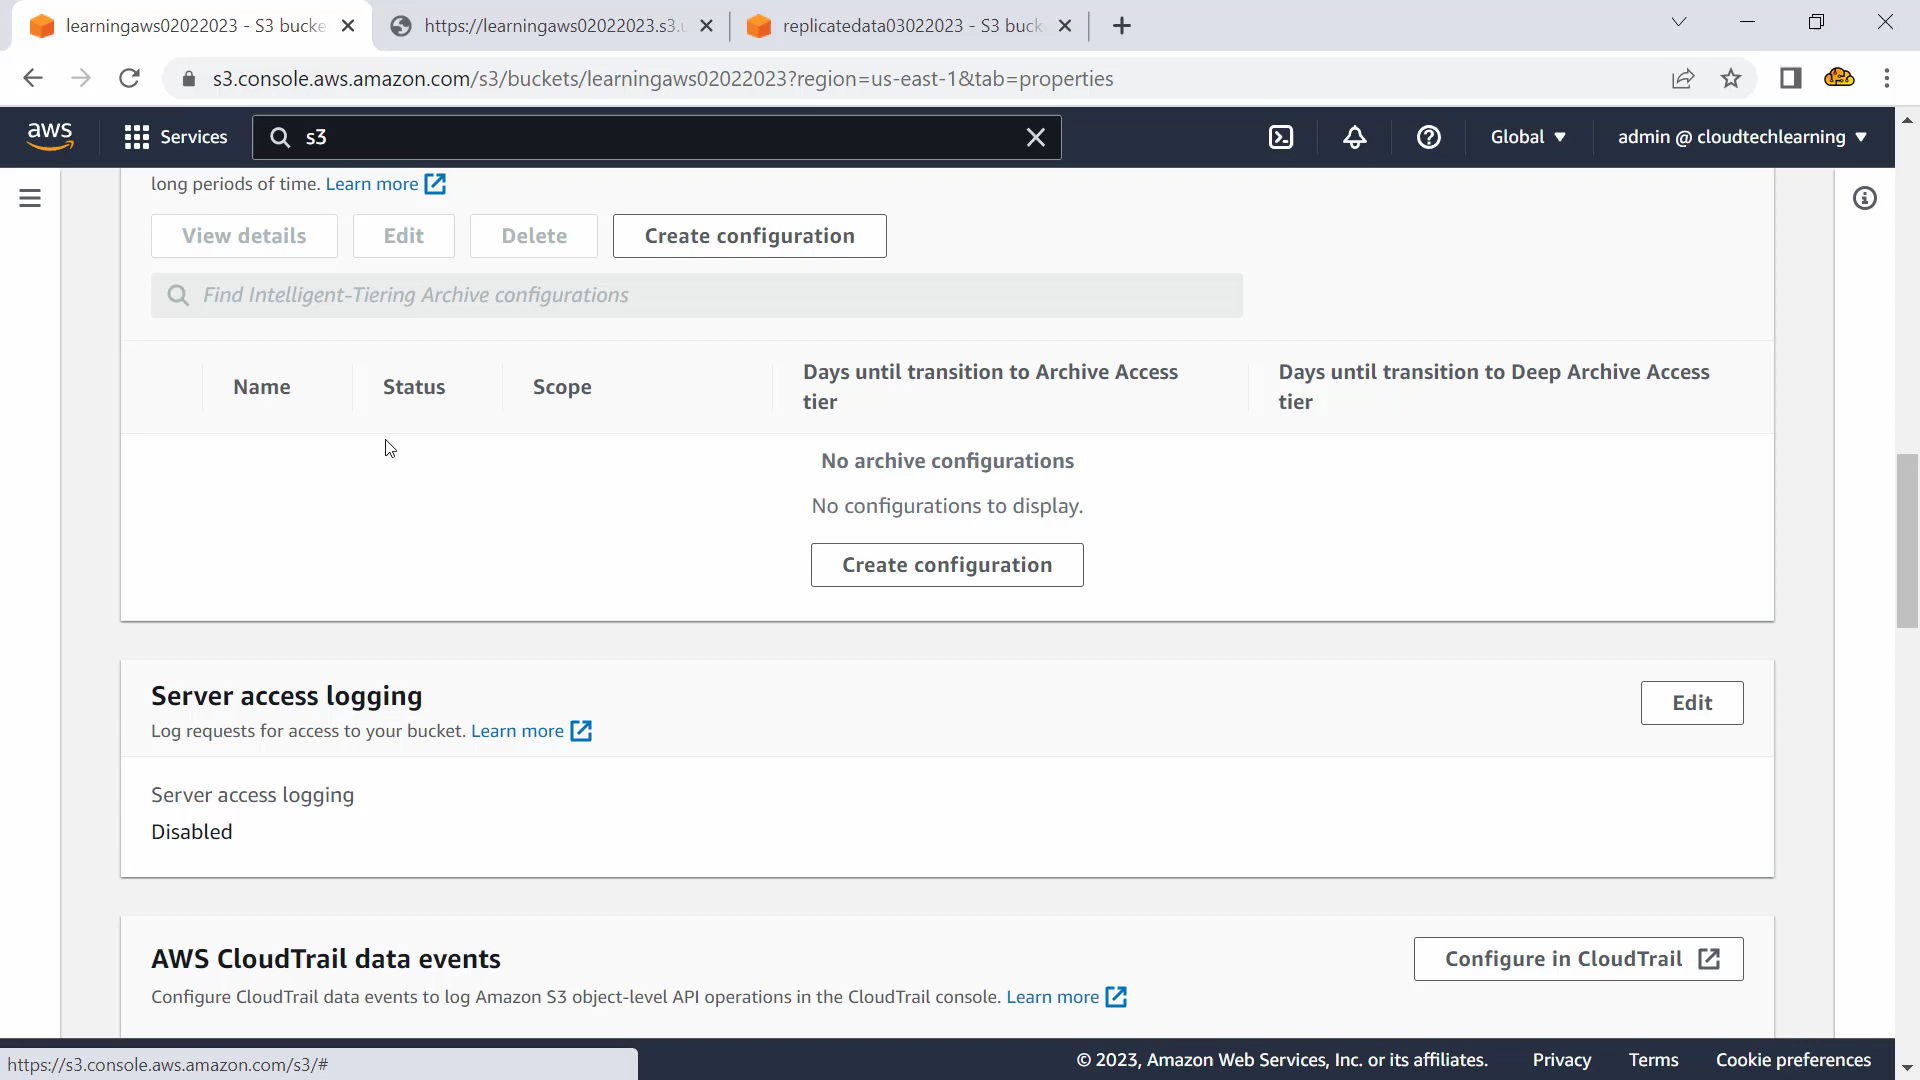 learningaws02022023 - S3 bucke
https://learningaws02022023.s3.u
replicateddata03022023 - S3 buck
s3.console.aws.amazon.com/s3/buckets/learningaws02022023?region=us-east-1&tab=properties
aws
Services
s3
Global
admin @ cloudtechlearning
long periods of time. Learn more
View details
Edit
Delete
Create configuration
Find Intelligent-Tiering Archive configurations
Name
Status
Scope
Days until transition to Archive Access
tier
Days until transition to Deep Archive Access
tier
No archive configurations
No configurations to display.
Create configuration
Server access logging
Edit
Log requests for access to your bucket. Learn more
Server access logging
Disabled
AWS CloudTrail data events
Configure in CloudTrail
Configure CloudTrail data events to log Amazon S3 object-level API operations in the CloudTrail console. Learn more
https://s3.console.aws.amazon.com/s3/#
© 2023, Amazon Web Services, Inc. or its affiliates.
Privacy
Terms
Cookie preferences